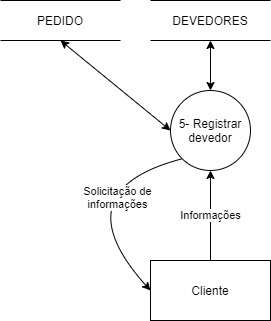 PEDIDO
DEVEDORES
5- Registrar
devedor
Solicitação de
informações
Informações
Cliente